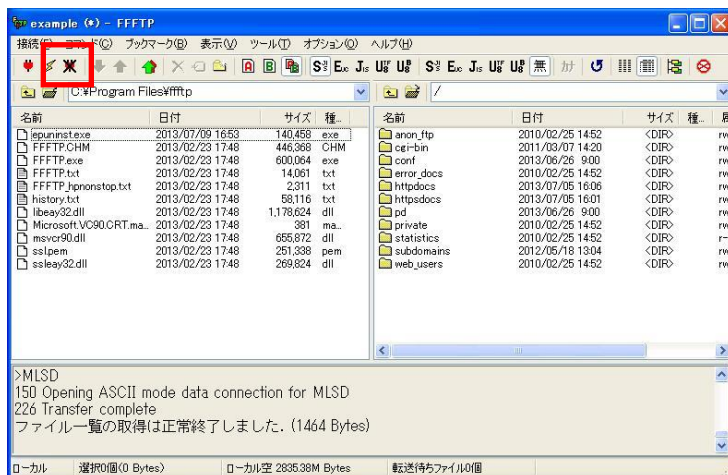 example (*) - FFFTP
接続(F) コマンド(C) ブックマーク(B) 表示(V) ツール(T) オプション(O) ヘルプ(H)
A B S E J U U S E J U U 無 カナ
C:¥Program Files¥ffftp
/
名前 日付 サイズ 種...
epuninst.exe 2013/07/09 16:53 140,458 exe
FFFTP.CHM 2013/02/23 17:48 446,368 CHM
FFFTP.exe 2013/02/23 17:48 600,064 exe
FFFTP.txt 2013/02/23 17:48 14,061 txt
FFFTP_hpnonstop.txt 2013/02/23 17:48 2,311 txt
history.txt 2013/02/23 17:48 58,116 txt
libeay32.dll 2013/02/23 17:48 1,178,624 dll
Microsoft.VC90.CRT.ma... 2013/02/23 17:48 381 ma...
msvcr90.dll 2013/02/23 17:48 655,872 dll
ssl.pem 2013/02/23 17:48 251,338 pem
ssleay32.dll 2013/02/23 17:48 269,824 dll
名前 日付 サイズ 種...
anon_ftp 2010/02/25 14:52 <DIR>
cgi-bin 2011/03/07 14:20 <DIR>
conf 2013/06/26 9:00 <DIR>
error_docs 2010/02/25 14:52 <DIR>
httpdocs 2013/07/05 16:06 <DIR>
httpsdocs 2013/07/05 16:01 <DIR>
pd 2013/06/26 9:00 <DIR>
private 2010/02/25 14:52 <DIR>
statistics 2010/02/25 14:52 <DIR>
subdomains 2012/05/18 13:04 <DIR>
web_users 2010/02/25 14:52 <DIR>
>MLSD
150 Opening ASCII mode data connection for MLSD
226 Transfer complete
ファイル一覧の取得は正常終了しました. (1464 Bytes)
ローカル 選択0個(0 Bytes) ローカル空 2835.38M Bytes 転送待ちファイル0個